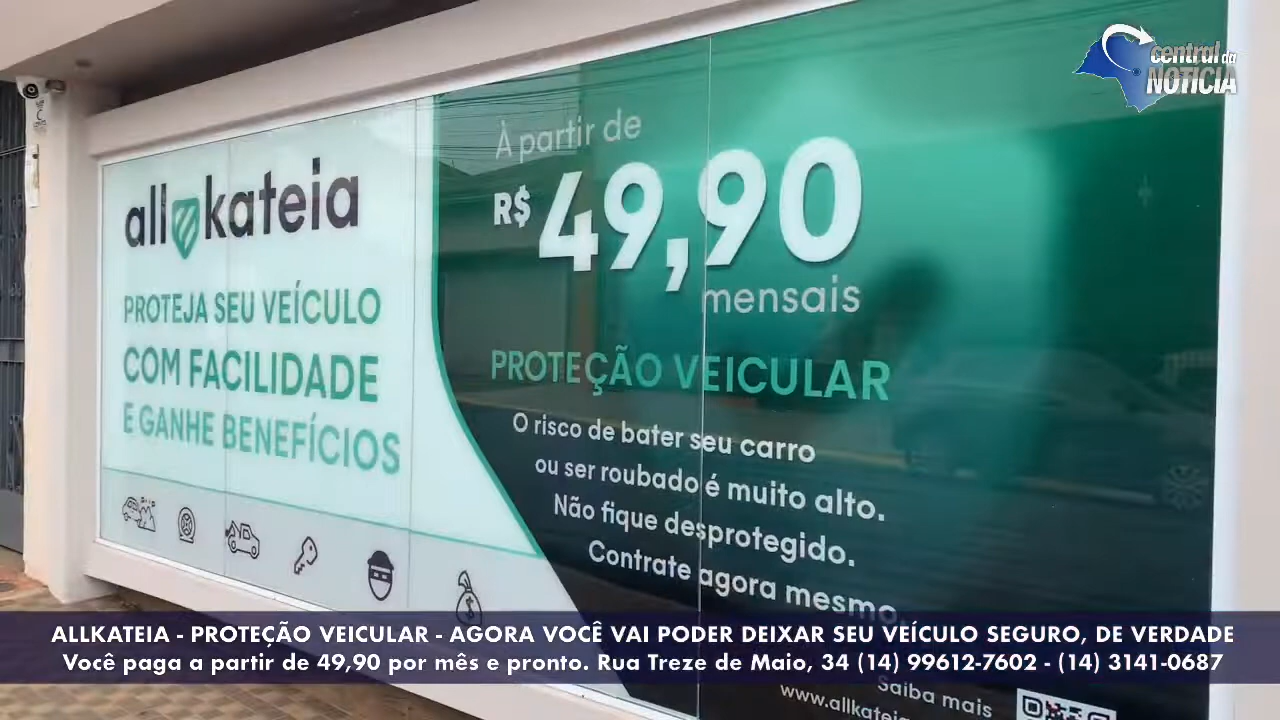 central da
NOTICIA
allkateia
PROTEJA SEU VEÍCULO
COM FACILIDADE
E GANHE BENEFÍCIOS
À partir de
R$ 49,90
mensais
PROTEÇÃO VEICULAR
O risco de bater seu carro
ou ser roubado é muito alto.
Não fique desprotegido.
Contrate agora mesmo.
ALLKATEIA - PROTEÇÃO VEICULAR - AGORA VOCÊ VAI PODER DEIXAR SEU VEÍCULO SEGURO, DE VERDADE
Você paga a partir de 49,90 por mês e pronto. Rua Treze de Maio, 34 (14) 99612-7602 - (14) 3141-0687
Saiba mais